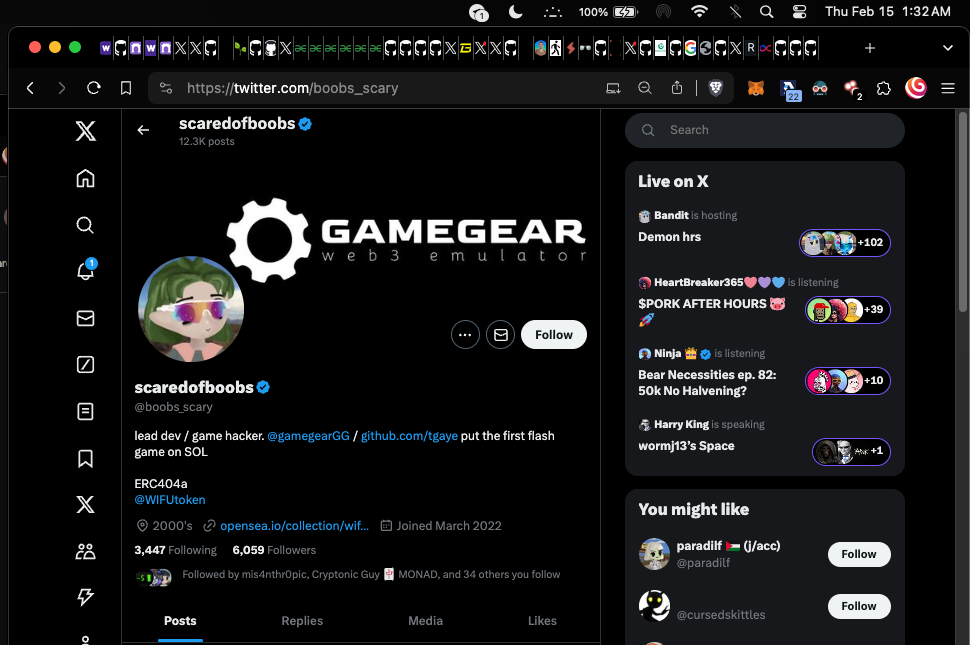 1
100%
Thu Feb 15 1:32 AM
https://twitter.com/boobs_scary
22
2
scaredofboobs
12.3K posts
Search
GAMEGEAR
web3 emulator
1
Follow
scaredofboobs
@boobs_scary
lead dev / game hacker. @gamegearGG / github.com/tgaye put the first flash
game on SOL
ERC404a
@WIFUtoken
2000's opensea.io/collection/wif... Joined March 2022
3,447 Following 6,059 Followers
Followed by mis4nthr0pic, Cryptonic Guy 🀄 MONAD, and 34 others you follow
Posts Replies Media Likes
Live on X
Bandit is hosting
Demon hrs
+102
HeartBreaker365🩷💜🩵 is listening
$PORK AFTER HOURS 🐷
🚀
+39
Ninja 👑 is listening
Bear Necessities ep. 82:
50k No Halvening?
+10
Harry King is speaking
wormj13's Space
+1
You might like
paradilf 🇵🇸 (j/acc)
@paradilf
Follow
@cursedskittles
Follow